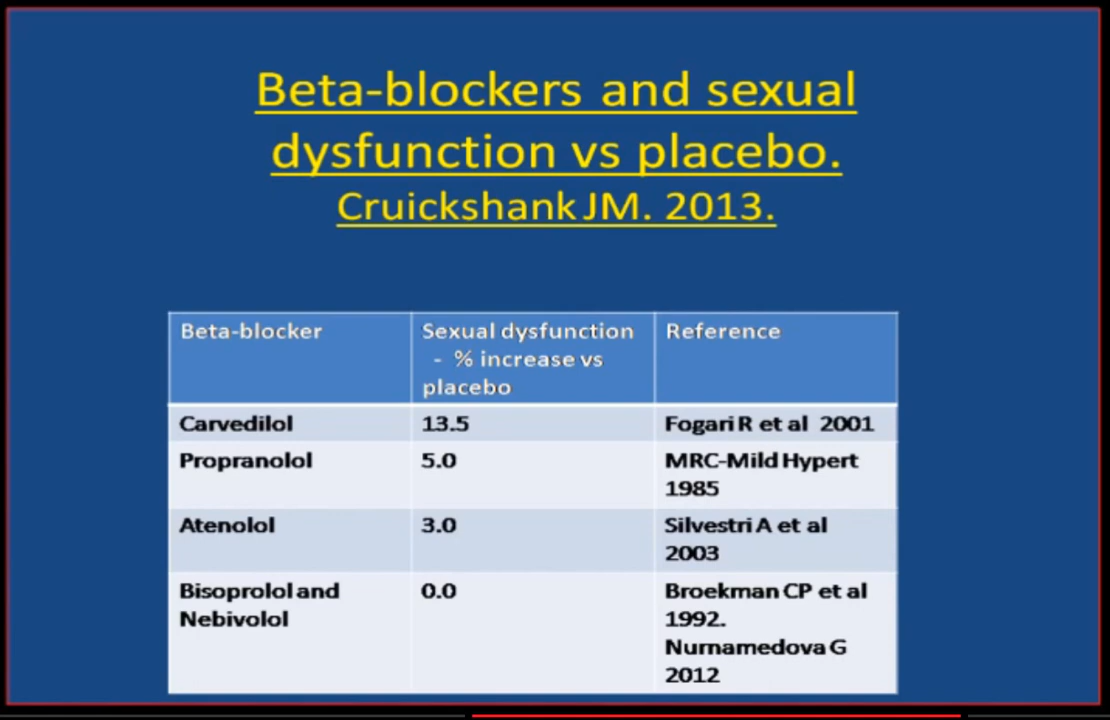 Beta-blockers and sexual
dysfunction vs placebo.
Cruickshank JM. 2013.
Beta-blocker
Sexual dysfunction
- % increase vs
placebo
Reference
Carvedilol
13.5
Fogari R et al 2001
Propranolol
5.0
MRC-Mild Hypert
1985
Atenolol
3.0
Silvestri A et al
2003
Bisoprolol and
Nebivolol
0.0
Broekman CP et al
1992.
Nurnamedova G
2012